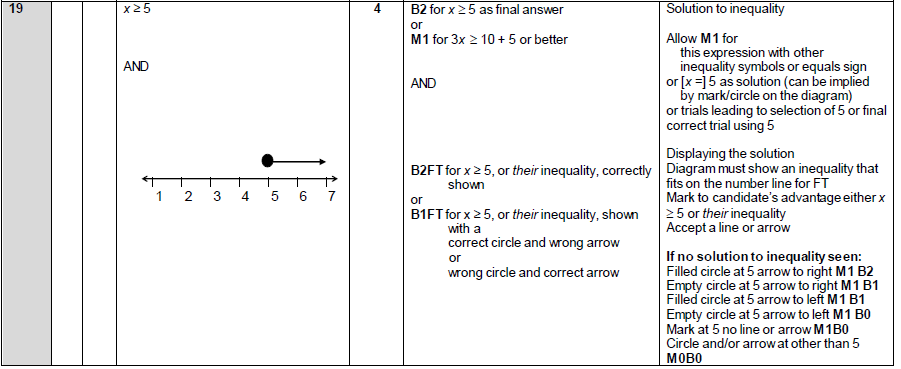 19
x ≥ 5
AND
1 2 3 4 5 6 7
4
B2 for x ≥ 5 as final answer
or
M1 for 3x ≥ 10 + 5 or better
AND
B2FT for x ≥ 5, or their inequality, correctly
shown
or
B1FT for x ≥ 5, or their inequality, shown
with a
correct circle and wrong arrow
or
wrong circle and correct arrow
Solution to inequality
Allow M1 for
this expression with other
inequality symbols or equals sign
or [x =] 5 as solution (can be implied
by mark/circle on the diagram)
or trials leading to selection of 5 or final
correct trial using 5
Displaying the solution
Diagram must show an inequality that
fits on the number line for FT
Mark to candidate's advantage either x
≥ 5 or their inequality
Accept a line or arrow
If no solution to inequality seen:
Filled circle at 5 arrow to right M1 B2
Empty circle at 5 arrow to right M1 B1
Filled circle at 5 arrow to left M1 B1
Empty circle at 5 arrow to left M1 B0
Mark at 5 no line or arrow M1B0
Circle and/or arrow at other than 5
M0B0